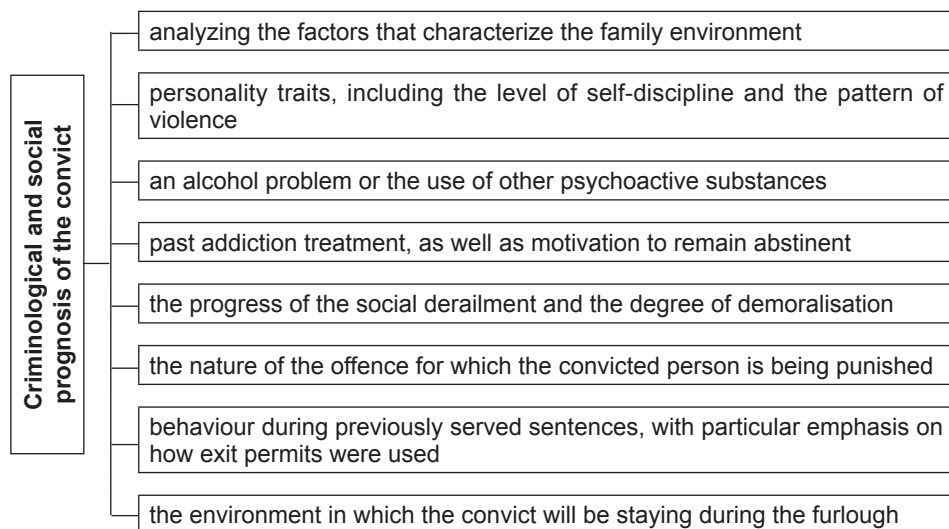 Criminological and social
prognosis of the convict
analyzing the factors that characterize the family environment
personality traits, including the level of self-discipline and the pattern of
violence
an alcohol problem or the use of other psychoactive substances
past addiction treatment, as well as motivation to remain abstinent
the progress of the social derailment and the degree of demoralisation
the nature of the offence for which the convicted person is being punished
behaviour during previously served sentences, with particular emphasis on
how exit permits were used
the environment in which the convict will be staying during the furlough